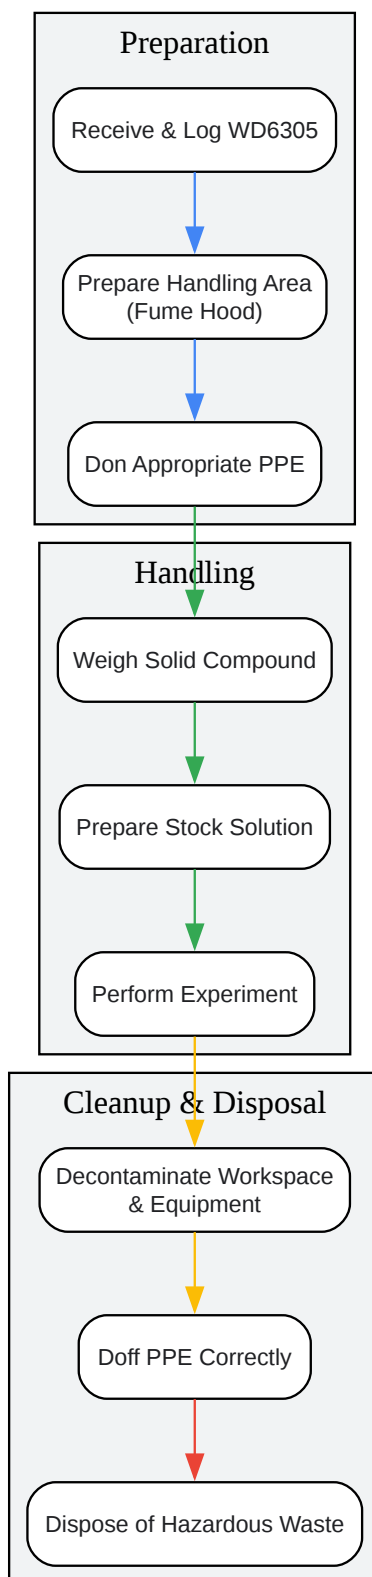 Preparation
Receive & Log WD6305
Prepare Handling Area
(Fume Hood)
Don Appropriate PPE
Handling
Weigh Solid Compound
Prepare Stock Solution
Perform Experiment
Cleanup & Disposal
Decontaminate Workspace
& Equipment
Doff PPE Correctly
Dispose of Hazardous Waste